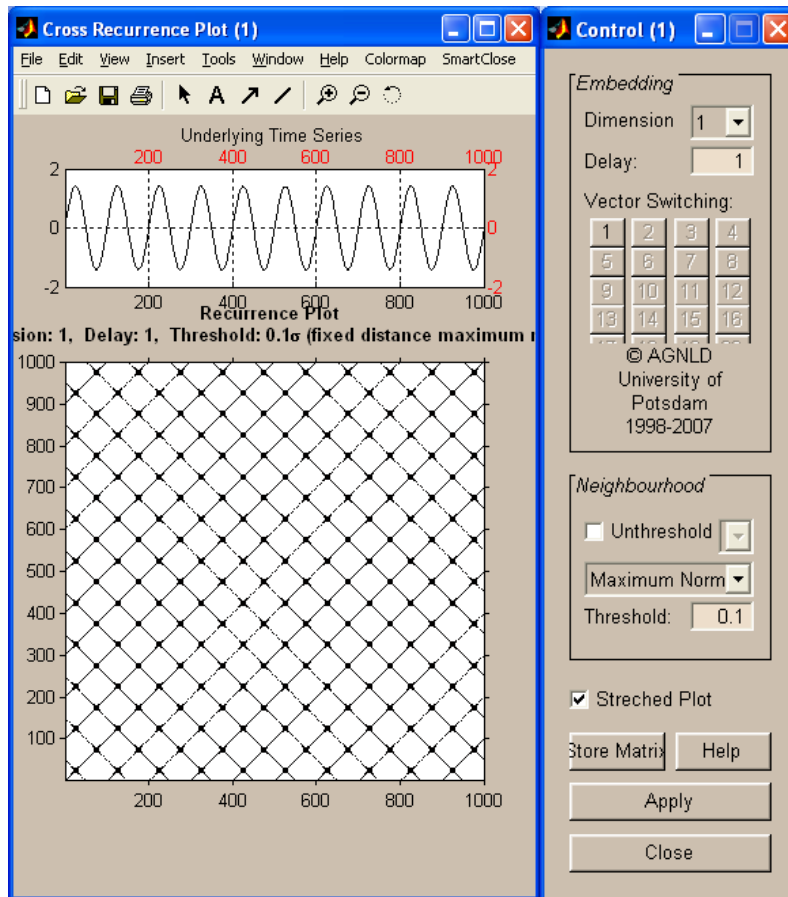 Cross Recurrence Plot (1)
File Edit View Insert Tools Window Help Colormap SmartClose
Underlying Time Series
200 400 600 800 1000
2 2
0 0
-2 -2
200 400 600 800 1000
Recurrence Plot
sion: 1, Delay: 1, Threshold: 0.1σ (fixed distance maximum
1000
900
800
700
600
500
400
300
200
100
200 400 600 800 1000
Control (1)
Embedding
Dimension 1
Delay: 1
Vector Switching:
1 2 3 4
5 6 7 8
9 10 11 12
13 14 15 16
© AGNLD
University of
Potsdam
1998-2007
Neighbourhood
Unthreshold
Maximum Norm
Threshold: 0.1
Streched Plot
Store Matrix Help
Apply
Close